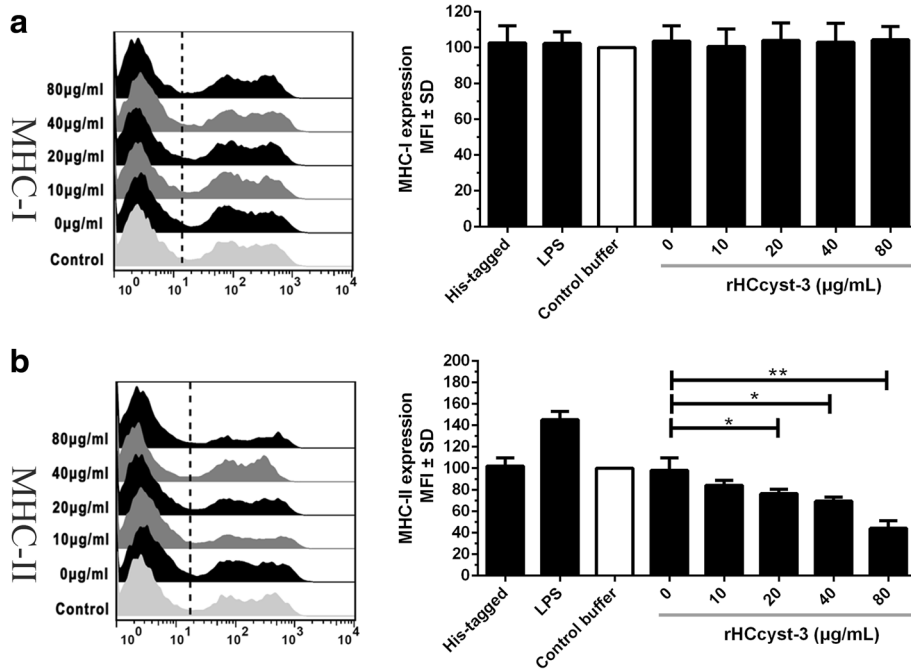 a
MHC-I
80µg/ml
40µg/ml
20µg/ml
10µg/ml
0µg/ml
Control
10⁰ 10¹ 10² 10³ 10⁴
MHC-I expression
MFI ± SD
120
100
80
60
40
20
0
His-tagged LPS Control buffer 0 10 20 40 80
rHCcyst-3 (µg/mL)
b
MHC-II
80µg/ml
40µg/ml
20µg/ml
10µg/ml
0µg/ml
Control
10⁰ 10¹ 10² 10³ 10⁴
MHC-II expression
MFI ± SD
200
180
160
140
120
100
80
60
40
20
0
**
*
*
His-tagged LPS Control buffer 0 10 20 40 80
rHCcyst-3 (µg/mL)